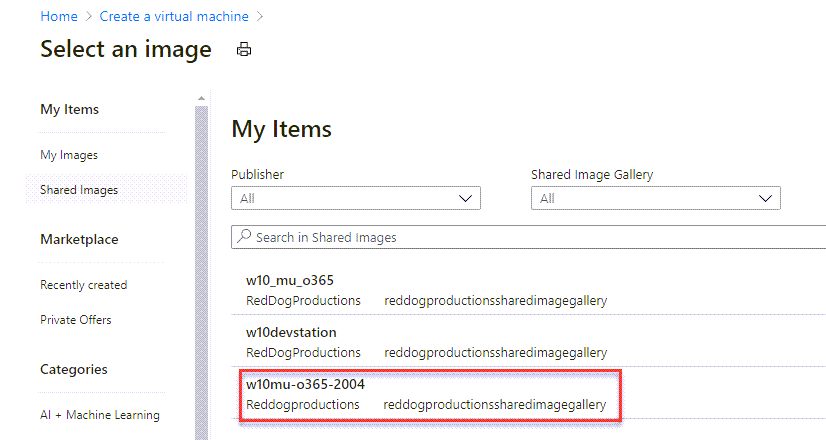 Home > Create a virtual machine >
Select an image
My Items
My Images
Shared Images
Marketplace
Recently created
Private Offers
Categories
AI + Machine Learning
My Items
Publisher
All
Shared Image Gallery
All
Search in Shared Images
w10_mu_o365
RedDogProductions reddogproductionssharedimagegallery
w10devstation
RedDogProductions reddogproductionssharedimagegallery
w10mu-o365-2004
Reddogproductions reddogproductionssharedimagegallery